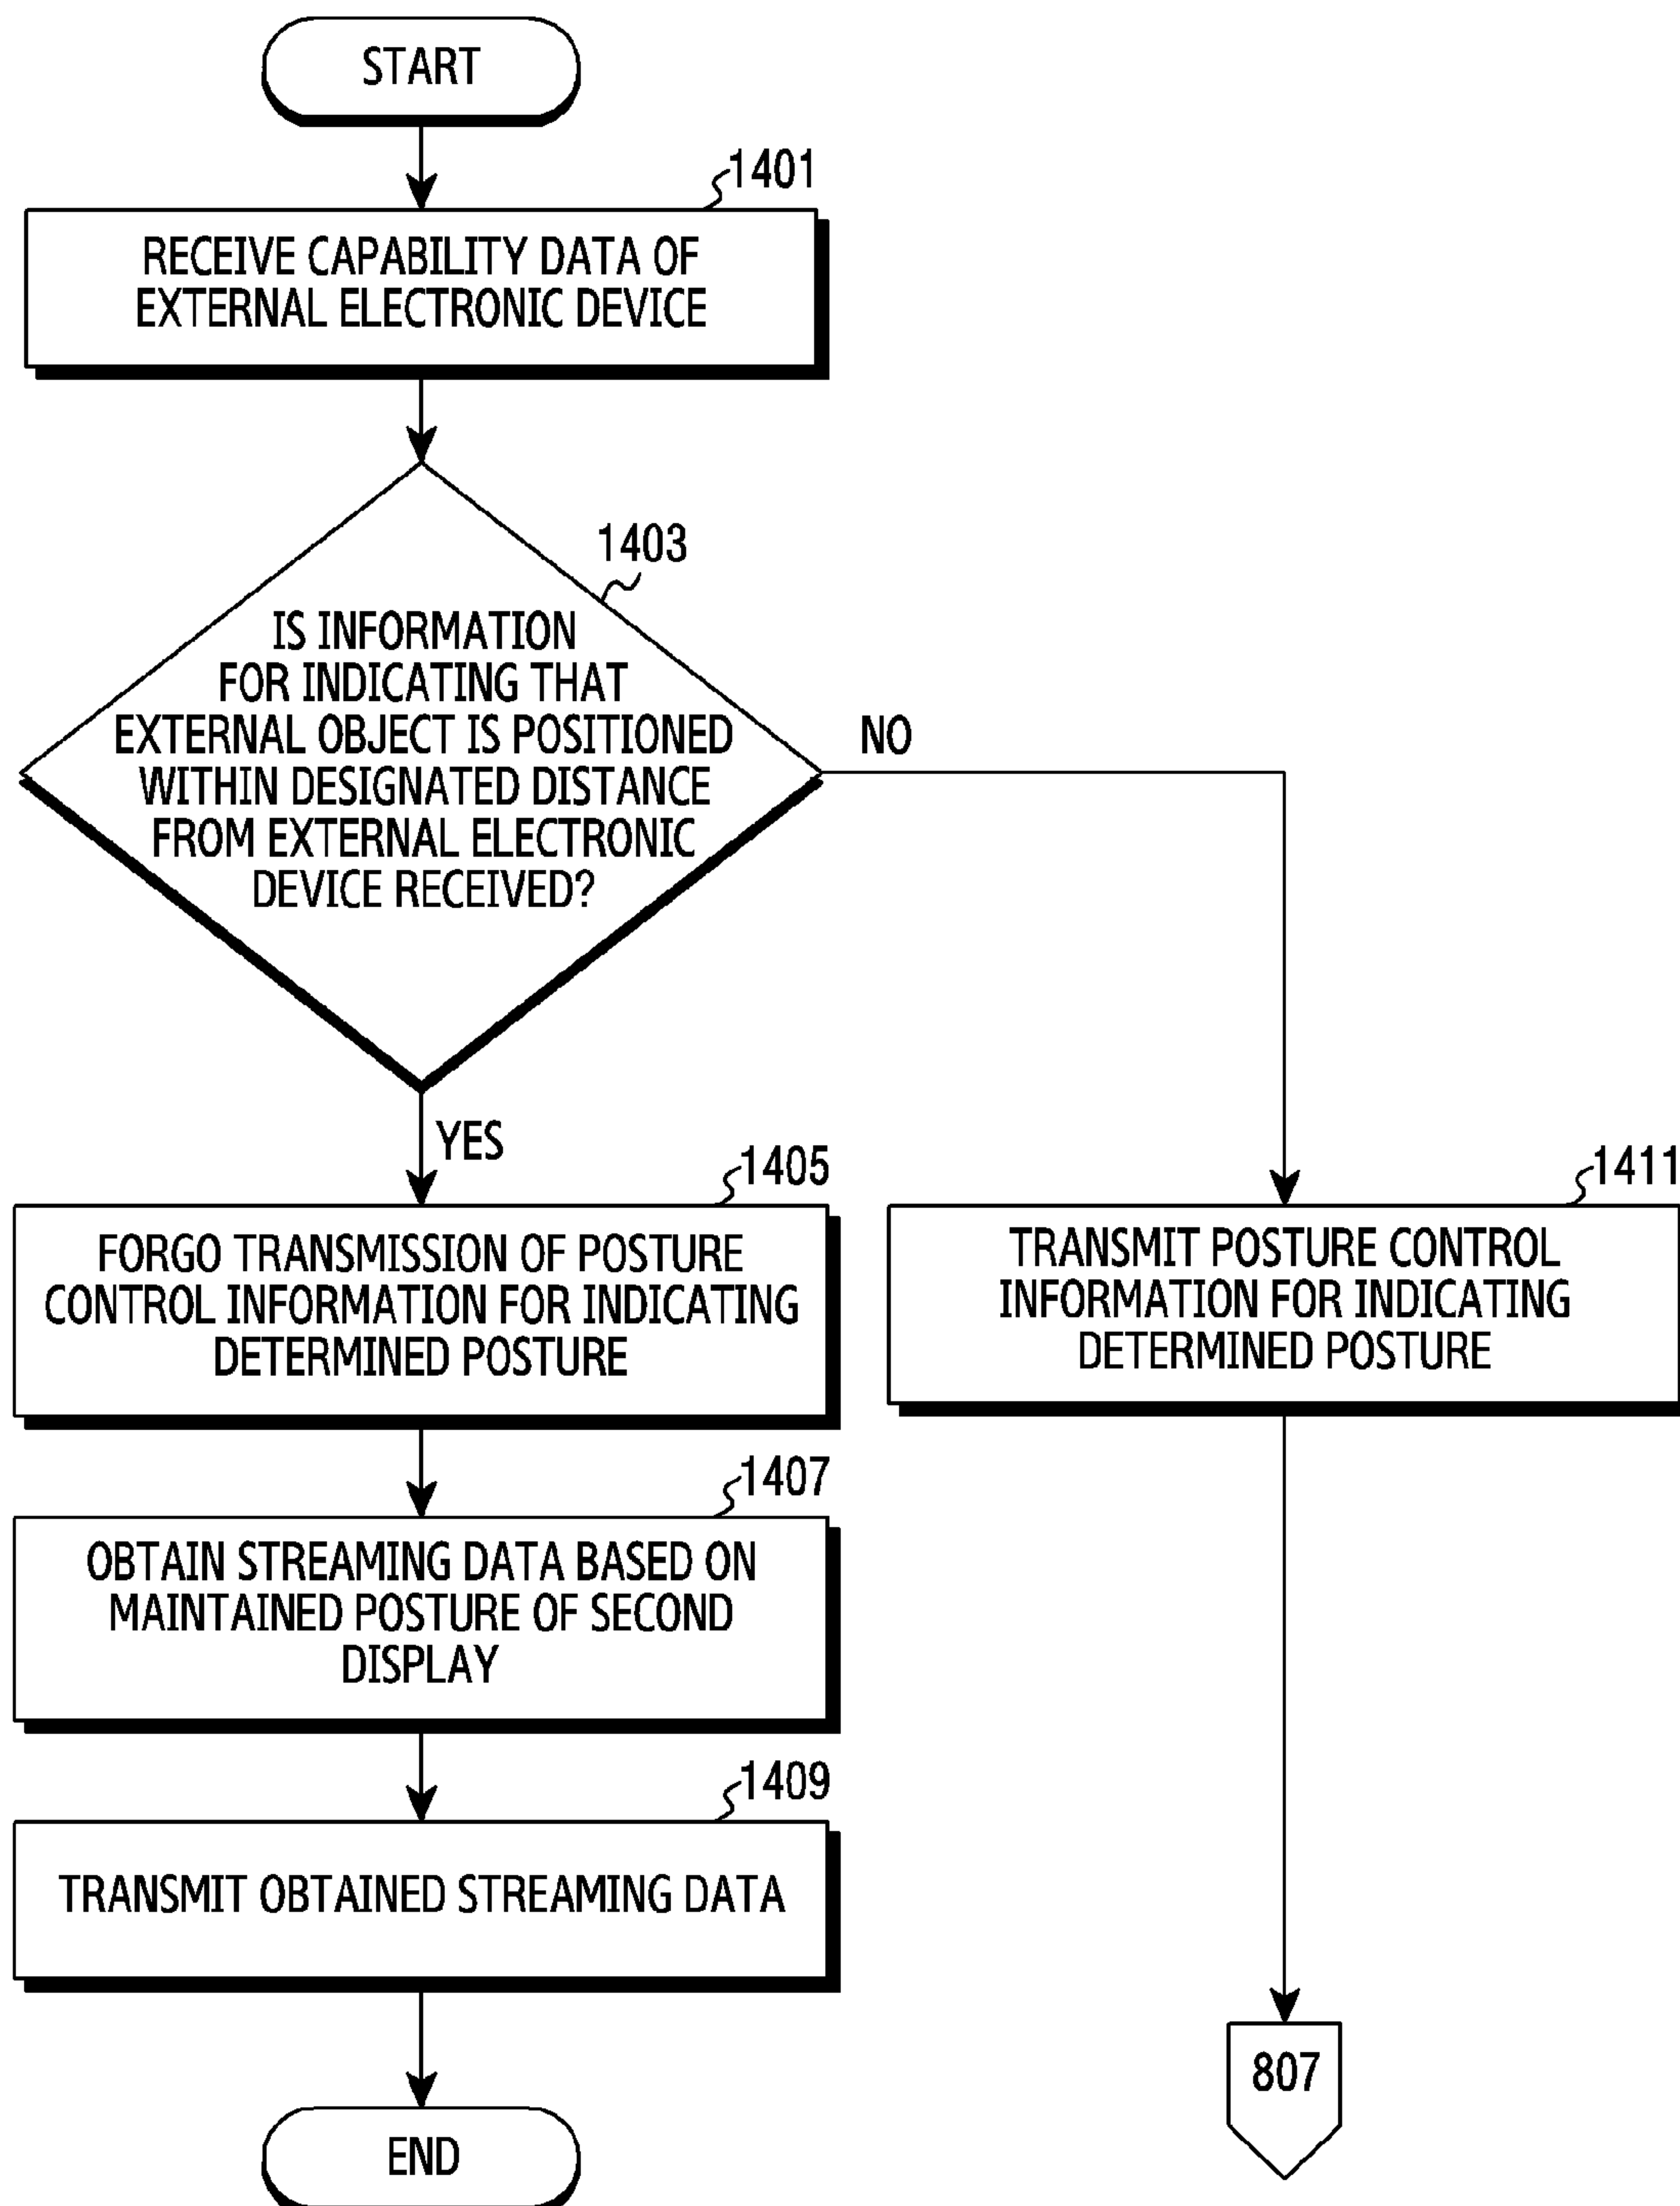 START
1401
RECEIVE CAPABILITY DATA OF
EXTERNAL ELECTRONIC DEVICE
1403
IS INFORMATION
FOR INDICATING THAT
EXTERNAL OBJECT IS POSITIONED
WITHIN DESIGNATED DISTANCE
FROM EXTERNAL ELECTRONIC
DEVICE RECEIVED?
NO
YES
1405
FORGO TRANSMISSION OF POSTURE
CONTROL INFORMATION FOR INDICATING
DETERMINED POSTURE
1411
TRANSMIT POSTURE CONTROL
INFORMATION FOR INDICATING
DETERMINED POSTURE
1407
OBTAIN STREAMING DATA BASED ON
MAINTAINED POSTURE OF SECOND
DISPLAY
1409
TRANSMIT OBTAINED STREAMING DATA
807
END